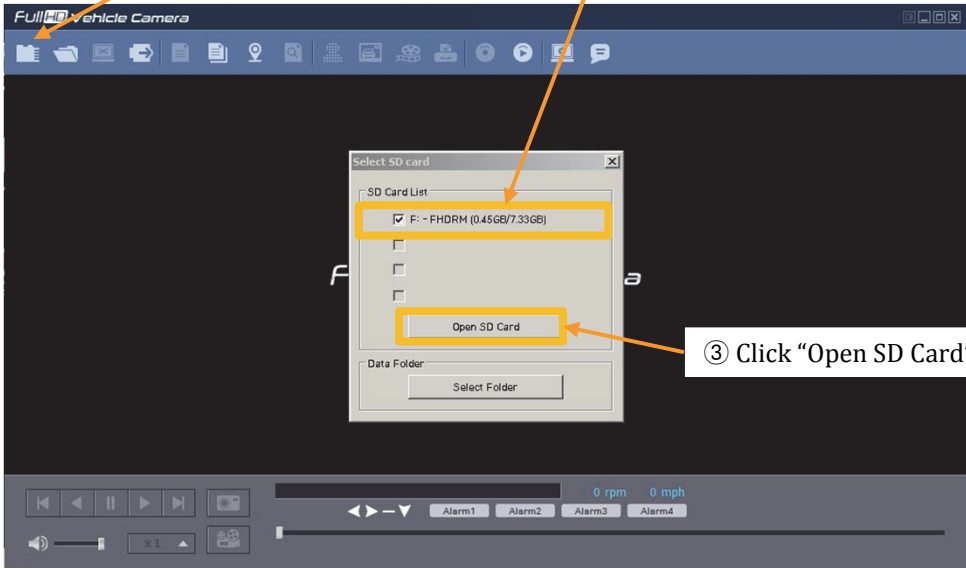 FullHD Vehicle Camera
Select SD card
SD Card List
F: - FHDRM (0.45GB/7.33GB)
F
a
Open SD Card
③ Click “Open SD Card”
Data Folder
Select Folder
0 rpm 0 mph
Alarm1 Alarm2 Alarm3 Alarm4
x1